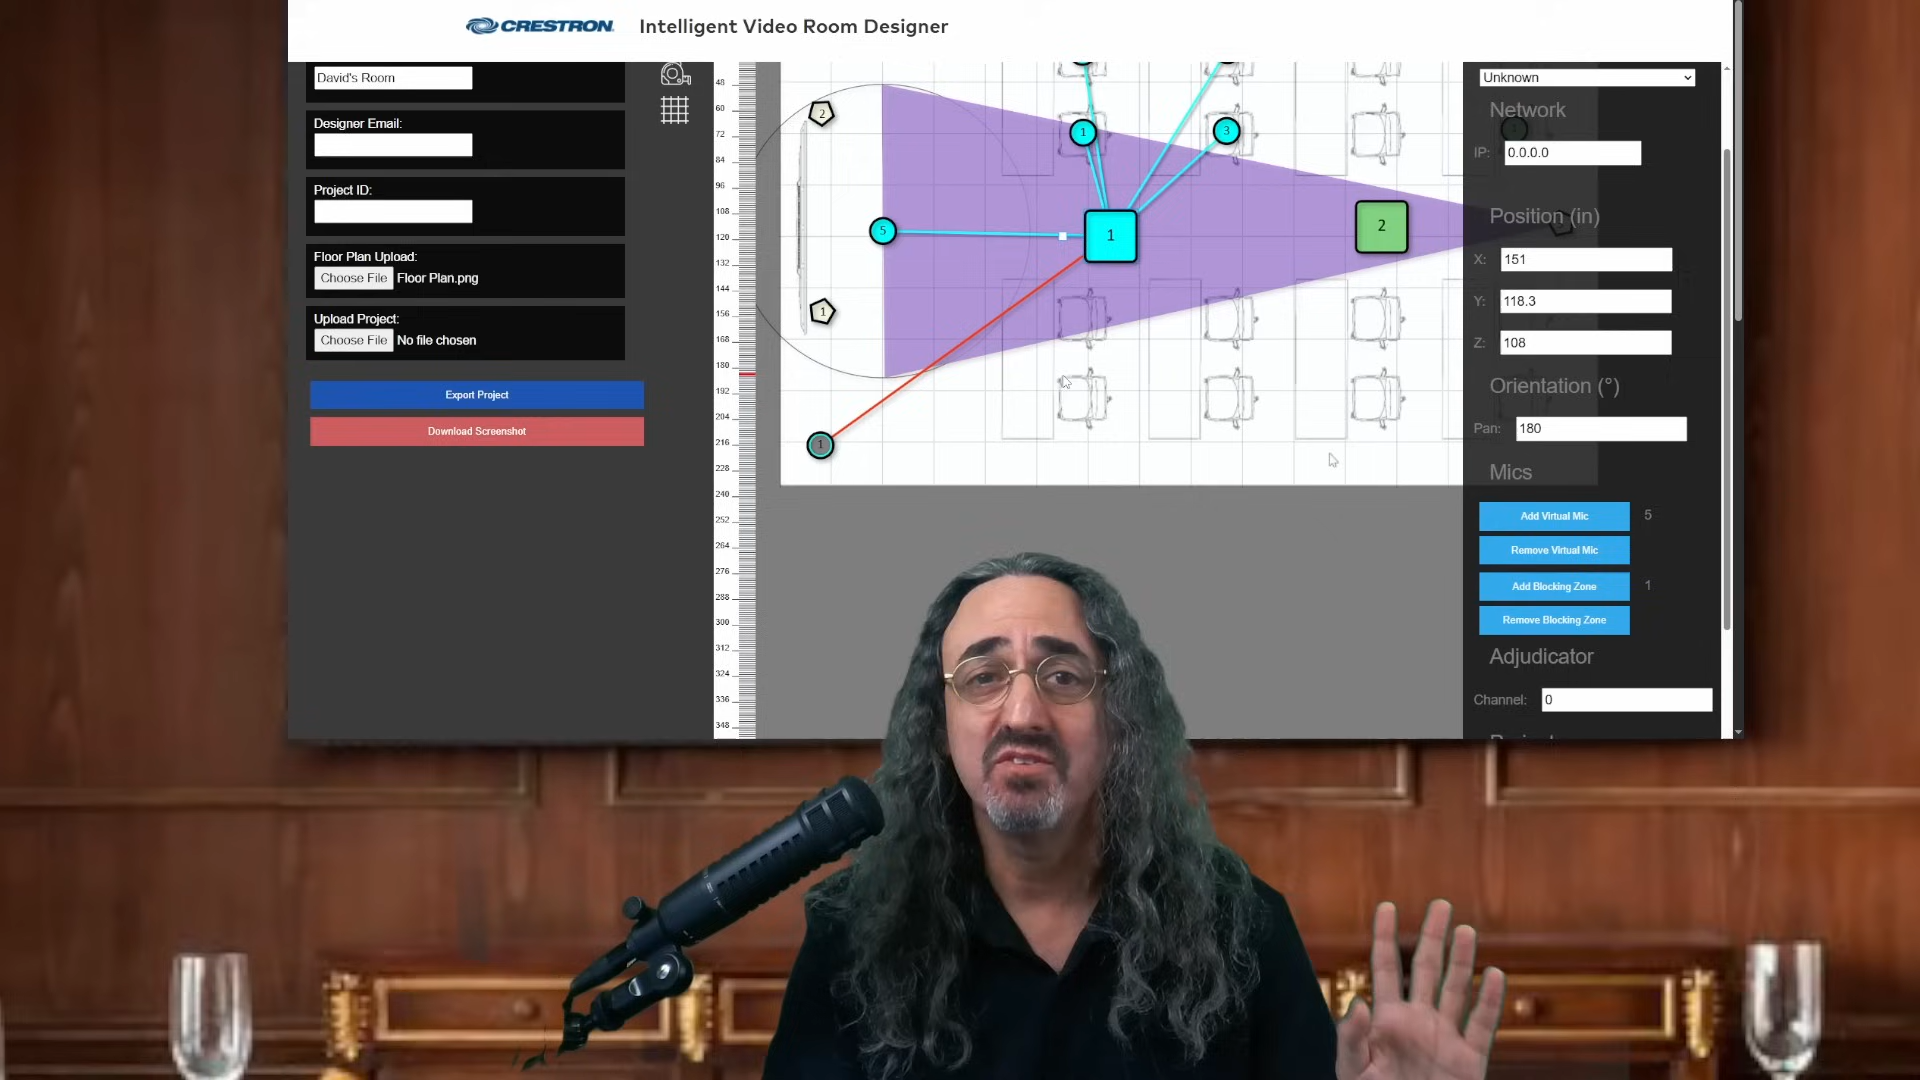 CRESTRON
Intelligent Video Room Designer
David's Room
Designer Email:
Project ID:
Floor Plan Upload:
Choose File Floor Plan.png
Upload Project:
Choose File No file chosen
Export Project
Download Screenshot
48
60
72
84
96
108
120
132
144
156
168
180
192
204
216
228
240
252
264
276
288
300
312
324
336
348
2
1
3
5
1
2
1
1
Unknown
Network
IP: 0.0.0.0
Position (in)
X: 151
Y: 118.3
Z: 108
Orientation (°)
Pan: 180
Mics
Add Virtual Mic 5
Remove Virtual Mic
Add Blocking Zone 1
Remove Blocking Zone
Adjudicator
Channel: 0